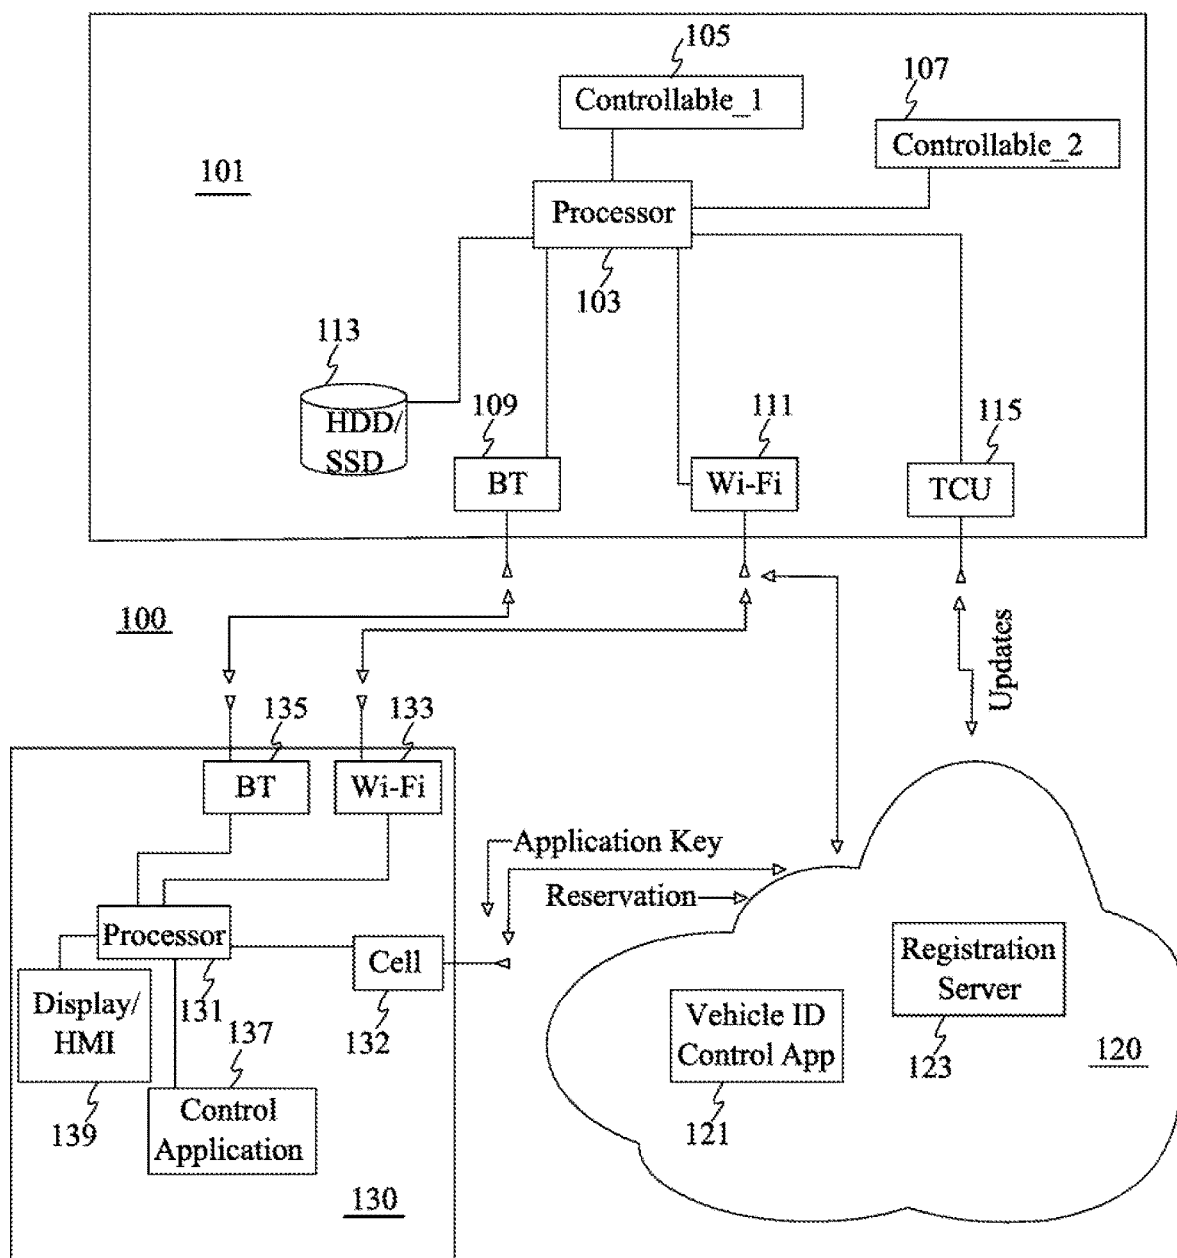 105
Controllable_1
107
Controllable_2
101
Processor
103
113
HDD/
SSD
109
BT
111
Wi-Fi
115
TCU
100
Updates
135
BT
133
Wi-Fi
Application Key
Reservation
Processor
131
Cell
132
Display/
HMI
139
137
Control
Application
130
Registration
Server
123
Vehicle ID
Control App
121
120